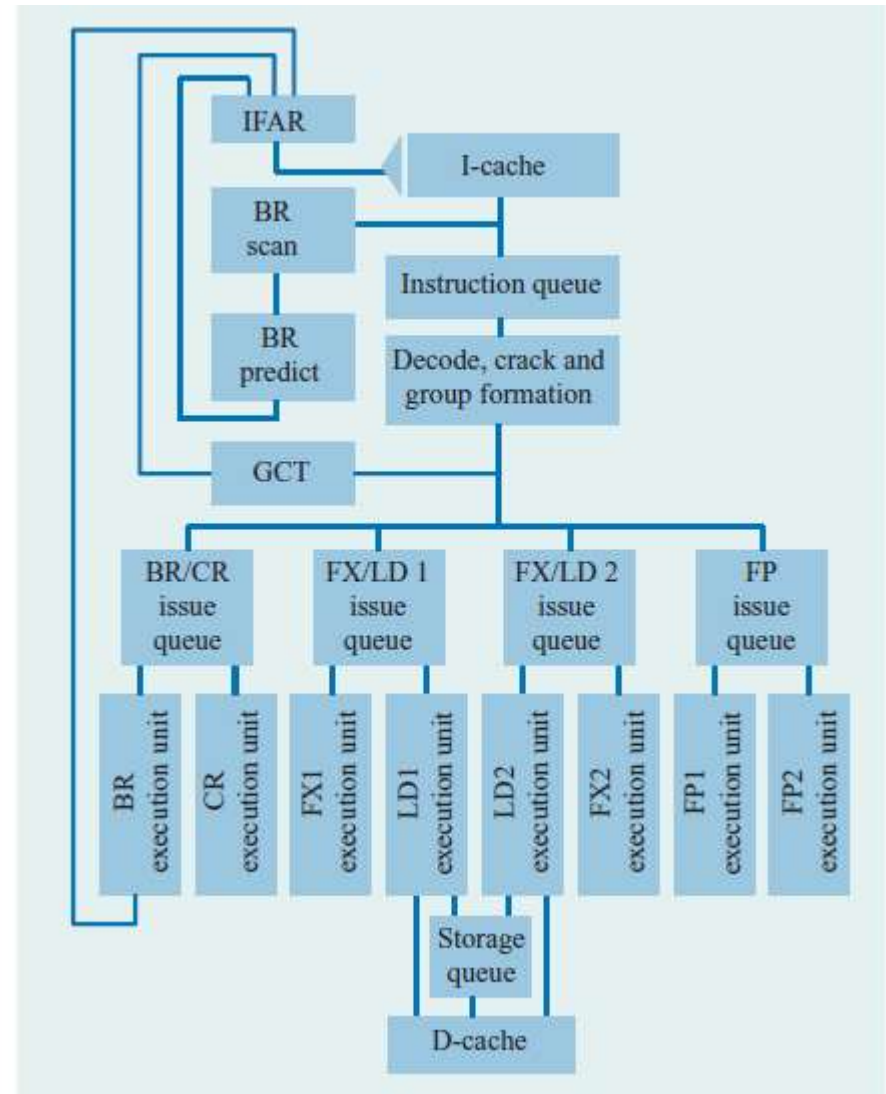 IFAR
I-cache
BR
scan
Instruction queue
BR
predict
Decode, crack and
group formation
GCT
BR/CR
issue
queue
FX/LD 1
issue
queue
FX/LD 2
issue
queue
FP
issue
queue
BR
execution unit
CR
execution unit
FX1
execution unit
LD1
execution unit
LD2
execution unit
FX2
execution unit
FP1
execution unit
FP2
execution unit
Storage
queue
D-cache